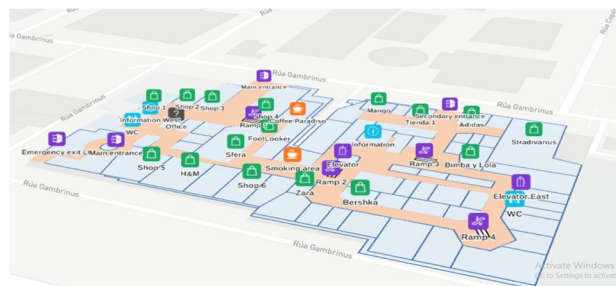 Rúa Gambrinus
Rúa Gambrinus
Main entrance
Rúa Gambrinus
Shop 1
Shop 2
Shop 3
Information West
Office
WC
Shop 4
Coffee Paradiso
FootLocker
Mango
Tienda 1
Secondary entrance
Adidas
Stradivarius
Emergency exit
Main entrance
Shop 5
H&M
Sfera
Smoking area
Information
Elevator
Ramp 3
Bimba y Lola
Shop 6
Zara
Ramp 2
Bershka
Elevator East
WC
Ramp 4
Rúa Gambrinus
Rúa Gambrinus
Activate Windows
Go to Settings to activat